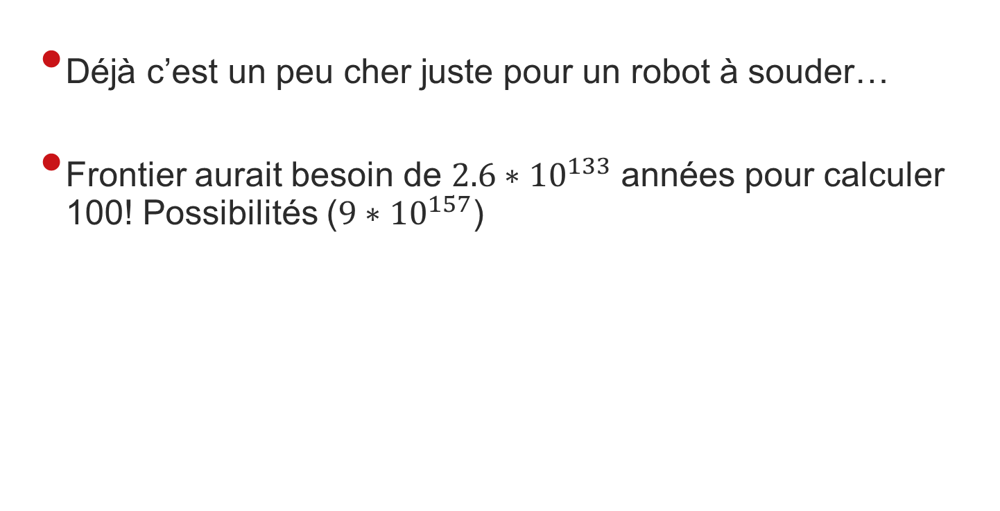 • Déjà c’est un peu cher juste pour un robot à souder…
• Frontier aurait besoin de 2.6 ∗ 10¹³³ années pour calculer
100! Possibilités (9 ∗ 10¹⁵⁷)